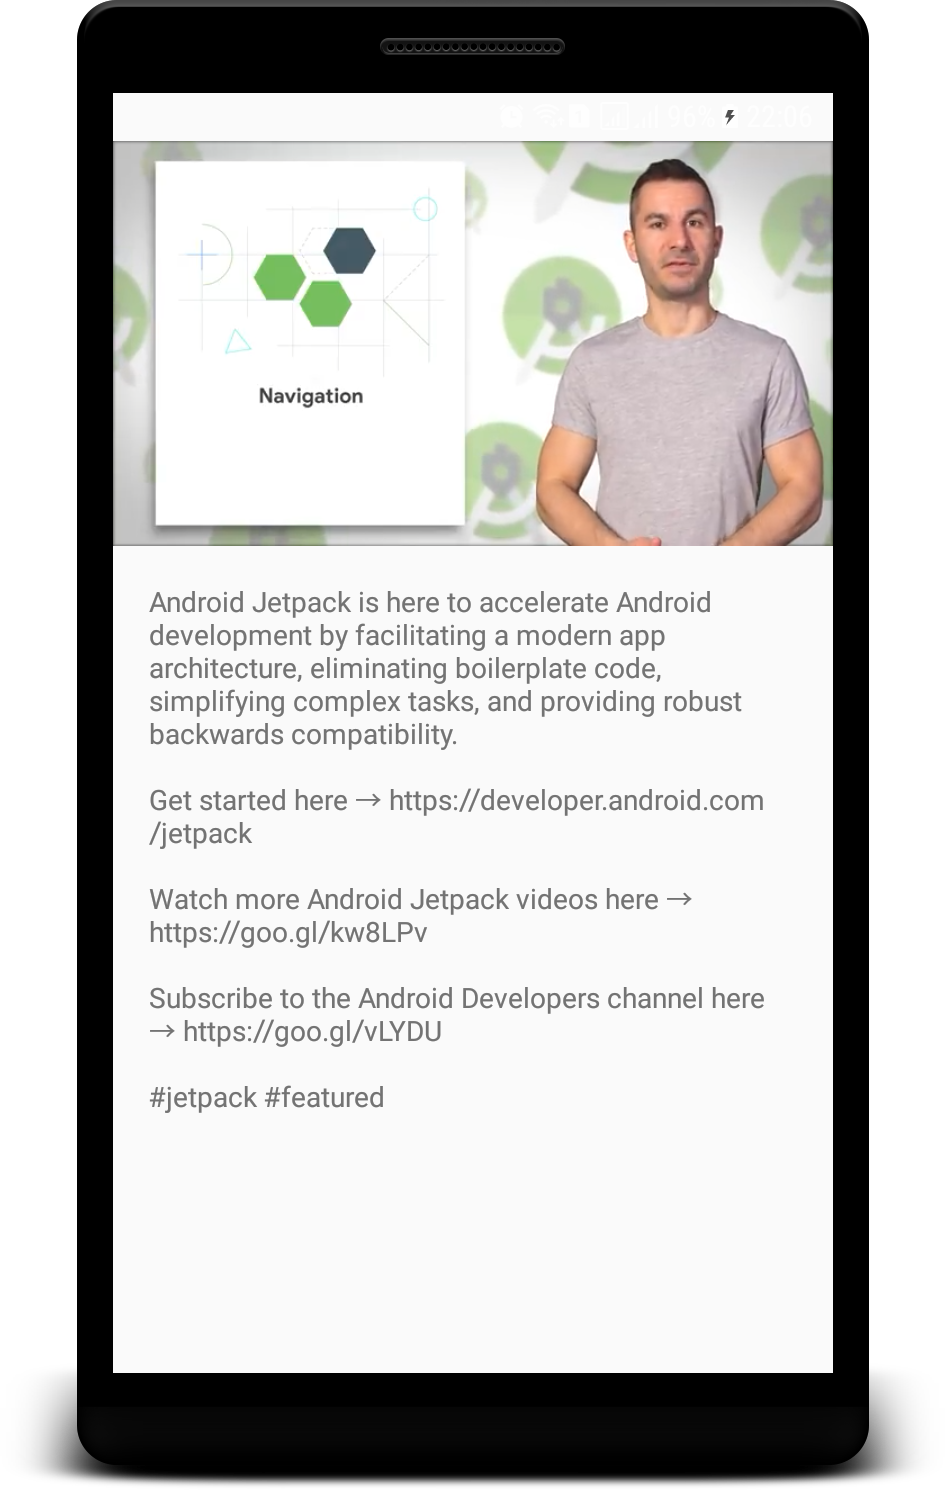 96% 22:06
Navigation
Android Jetpack is here to accelerate Android
development by facilitating a modern app
architecture, eliminating boilerplate code,
simplifying complex tasks, and providing robust
backwards compatibility.
Get started here → https://developer.android.com
/jetpack
Watch more Android Jetpack videos here →
https://goo.gl/kw8LPv
Subscribe to the Android Developers channel here
→ https://goo.gl/vLYDU
#jetpack #featured